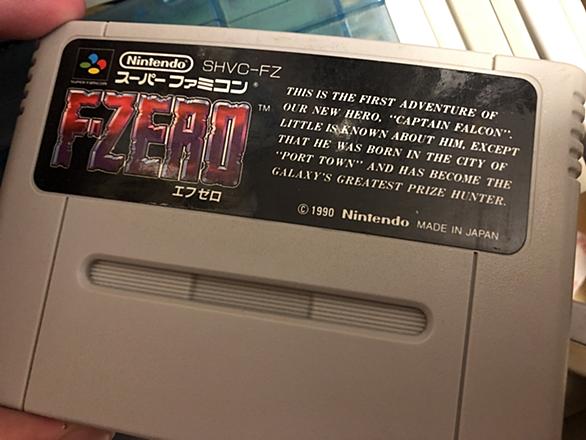 Nintendo SHVC-FZ
スーパーファミコン®
F-ZERO™
エフゼロ
THIS IS THE FIRST ADVENTURE OF
OUR NEW HERO, "CAPTAIN FALCON".
LITTLE IS KNOWN ABOUT HIM, EXCEPT
THAT HE WAS BORN IN THE CITY OF
"PORT TOWN" AND HAS BECOME THE
GALAXY'S GREATEST PRIZE HUNTER.
© 1990 Nintendo MADE IN JAPAN